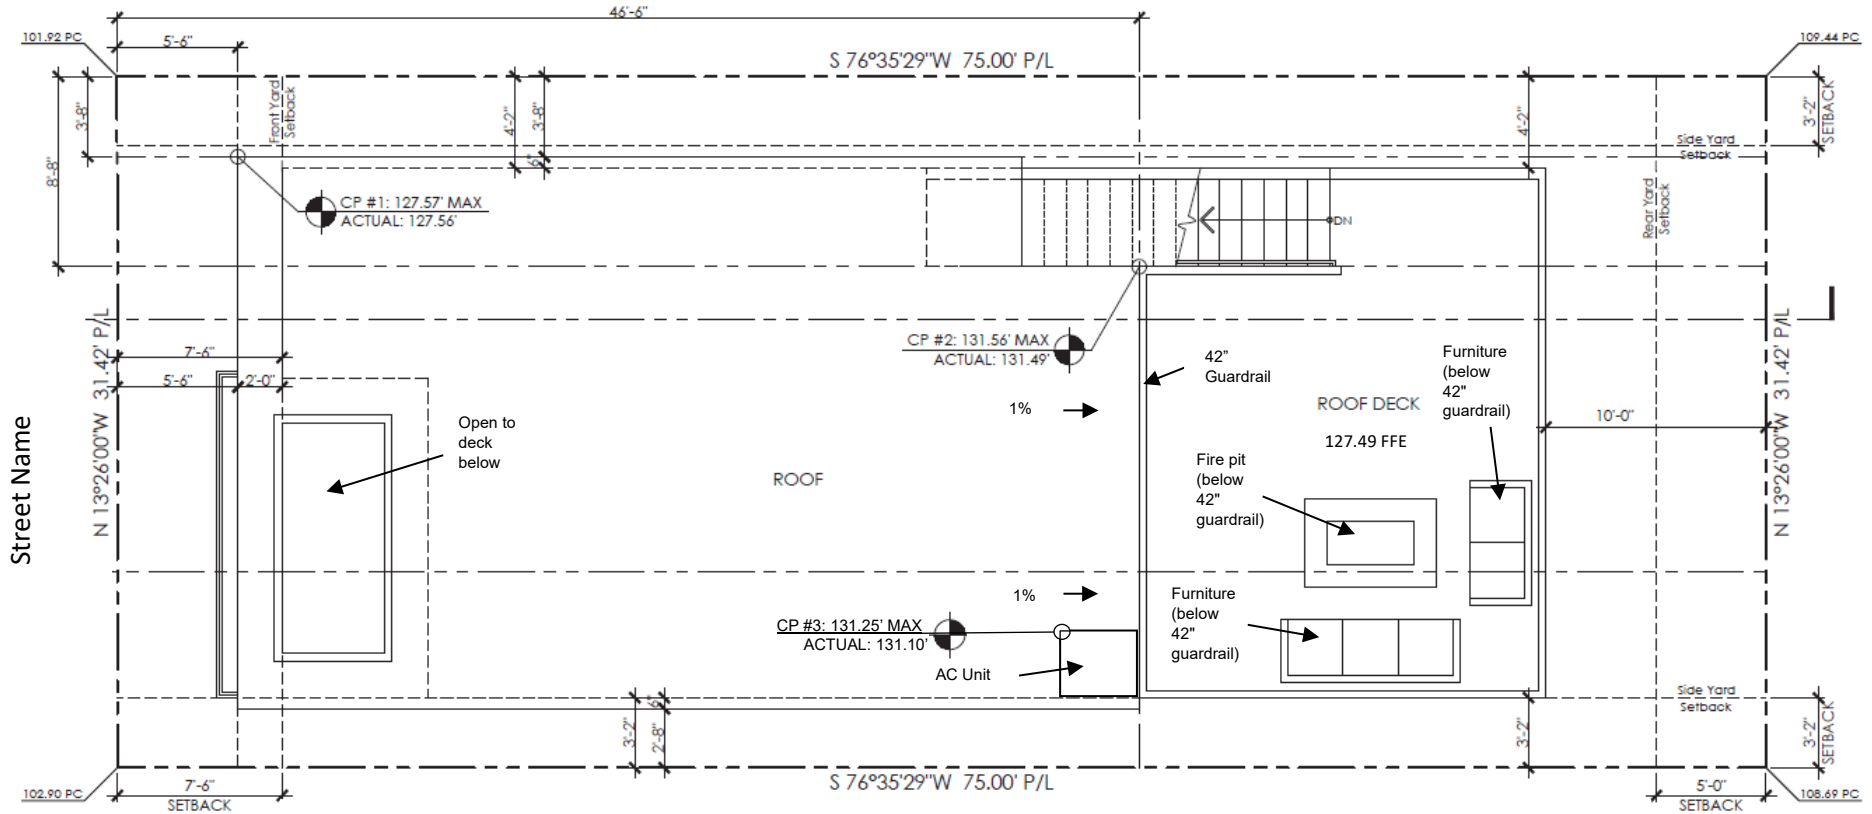 46'-6"
101.92 PC
5'-6"
109.44 PC
S 76°35'29"W 75.00' P/L
3'-8"
8'-8"
Front Yard
Setback
4'-2"
3'-8"
6"
4'-2"
3'-2"
SETBACK
Side Yard
Setback
CP #1: 127.57' MAX
ACTUAL: 127.56'
DN
Rear Yard
Setback
CP #2: 131.56' MAX
ACTUAL: 131.49'
7'-6"
5'-6"
2'-0"
N 13°26'00"W 31.42' P/L
Street Name
42"
Guardrail
1%
Open to
deck
below
ROOF
ROOF DECK
127.49 FFE
Furniture
(below
42"
guardrail)
10'-0"
N 13°26'00"W 31.42' P/L
Fire pit
(below
42"
guardrail)
1%
Furniture
(below
42"
guardrail)
CP #3: 131.25' MAX
ACTUAL: 131.10'
AC Unit
Side Yard
Setback
6"
3'-2"
2'-8"
3'-2"
3'-2"
SETBACK
S 76°35'29"W 75.00' P/L
102.90 PC
7'-6"
SETBACK
5'-0"
SETBACK
108.69 PC